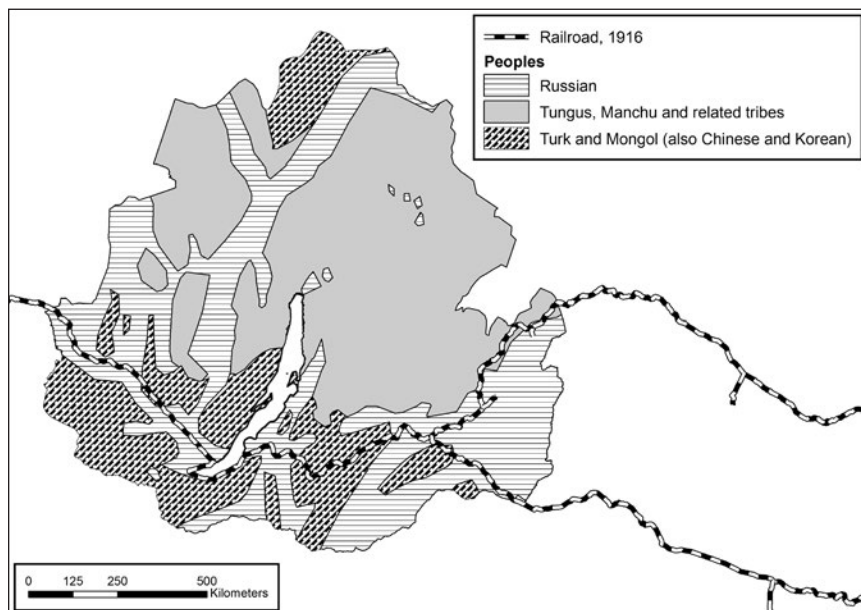 Railroad, 1916
Peoples
Russian
Tungus, Manchu and related tribes
Turk and Mongol (also Chinese and Korean)
0 125 250 500
Kilometers